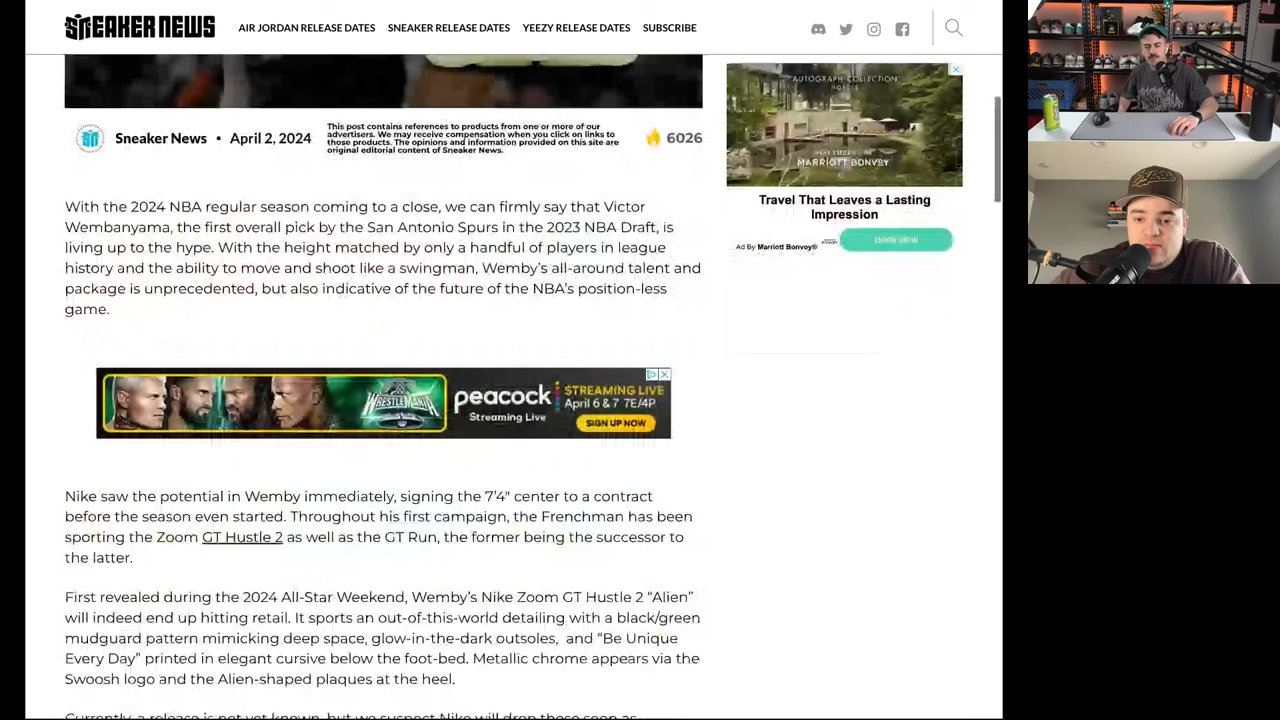 SNEAKER NEWS
AIR JORDAN RELEASE DATES SNEAKER RELEASE DATES YEEZY RELEASE DATES SUBSCRIBE
Sneaker News • April 2, 2024
This post contains references to products from one or more of our
advertisers. We may receive compensation when you click on links to
those products. The opinions and information provided on this site are
original editorial content of Sneaker News.
6026
With the 2024 NBA regular season coming to a close, we can firmly say that Victor
Wembanyama, the first overall pick by the San Antonio Spurs in the 2023 NBA Draft, is
living up to the hype. With the height matched by only a handful of players in league
history and the ability to move and shoot like a swingman, Wemby's all-around talent and
package is unprecedented, but also indicative of the future of the NBA's position-less
game.
AUTOGRAPH COLLECTION
HOTELS
MARRIOTT BONVOY
Travel That Leaves a Lasting
Impression
Ad By Marriott Bonvoy®
WRESTLEMANIA
peacock
Streaming Live
STREAMING LIVE
April 6 & 7 7E/4P
SIGN UP NOW
Nike saw the potential in Wemby immediately, signing the 7'4" center to a contract
before the season even started. Throughout his first campaign, the Frenchman has been
sporting the Zoom GT Hustle 2 as well as the GT Run, the former being the successor to
the latter.
First revealed during the 2024 All-Star Weekend, Wemby's Nike Zoom GT Hustle 2 “Alien”
will indeed end up hitting retail. It sports an out-of-this-world detailing with a black/green
mudguard pattern mimicking deep space, glow-in-the-dark outsoles, and “Be Unique
Every Day” printed in elegant cursive below the foot-bed. Metallic chrome appears via the
Swoosh logo and the Alien-shaped plaques at the heel.
Currently, a release is not yet known, but we suspect Nike will drop these soon as